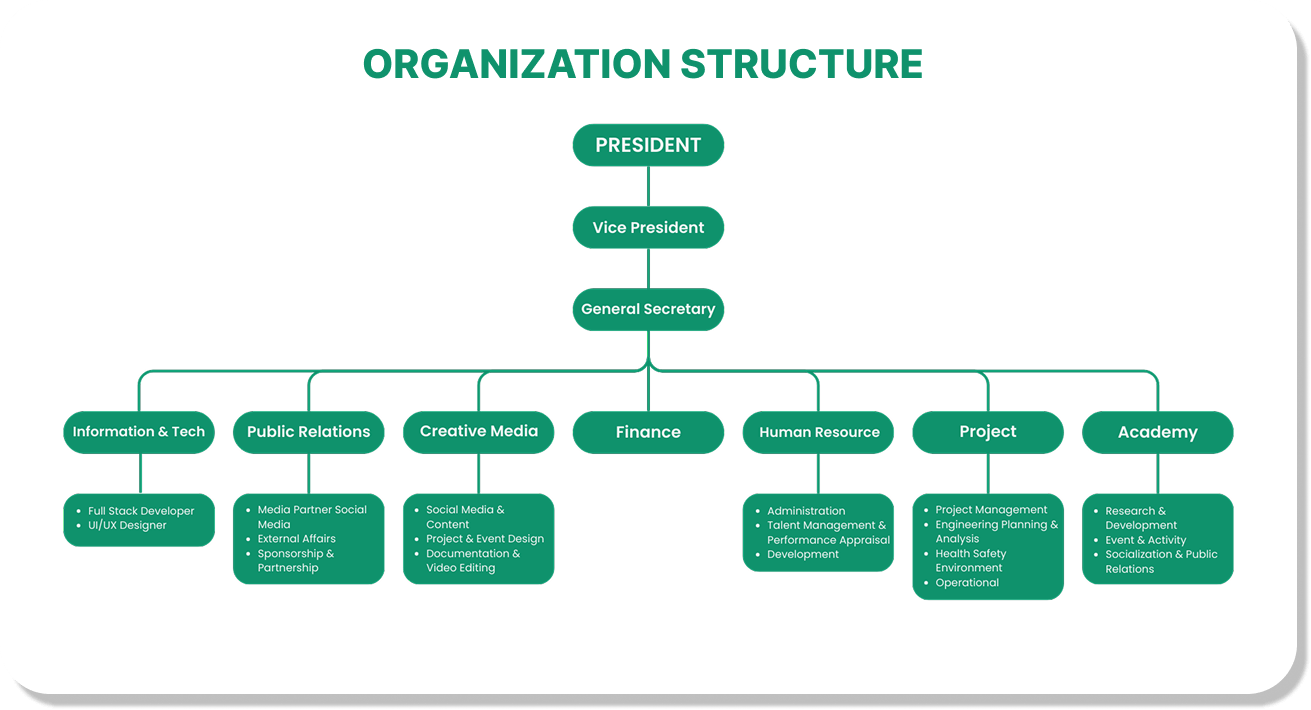 ORGANIZATION STRUCTURE
PRESIDENT
Vice President
General Secretary
Information & Tech
Public Relations
Creative Media
Finance
Human Resource
Project
Academy
• Full Stack Developer
• UI/UX Designer
• Media Partner Social
Media
• External Affairs
• Sponsorship &
Partnership
• Social Media &
Content
• Project & Event Design
• Documentation &
Video Editing
• Administration
• Talent Management &
Performance Appraisal
• Development
• Project Management
• Engineering Planning &
Analysis
• Health Safety
Environment
• Operational
• Research &
Development
• Event & Activity
• Socialization & Public
Relations